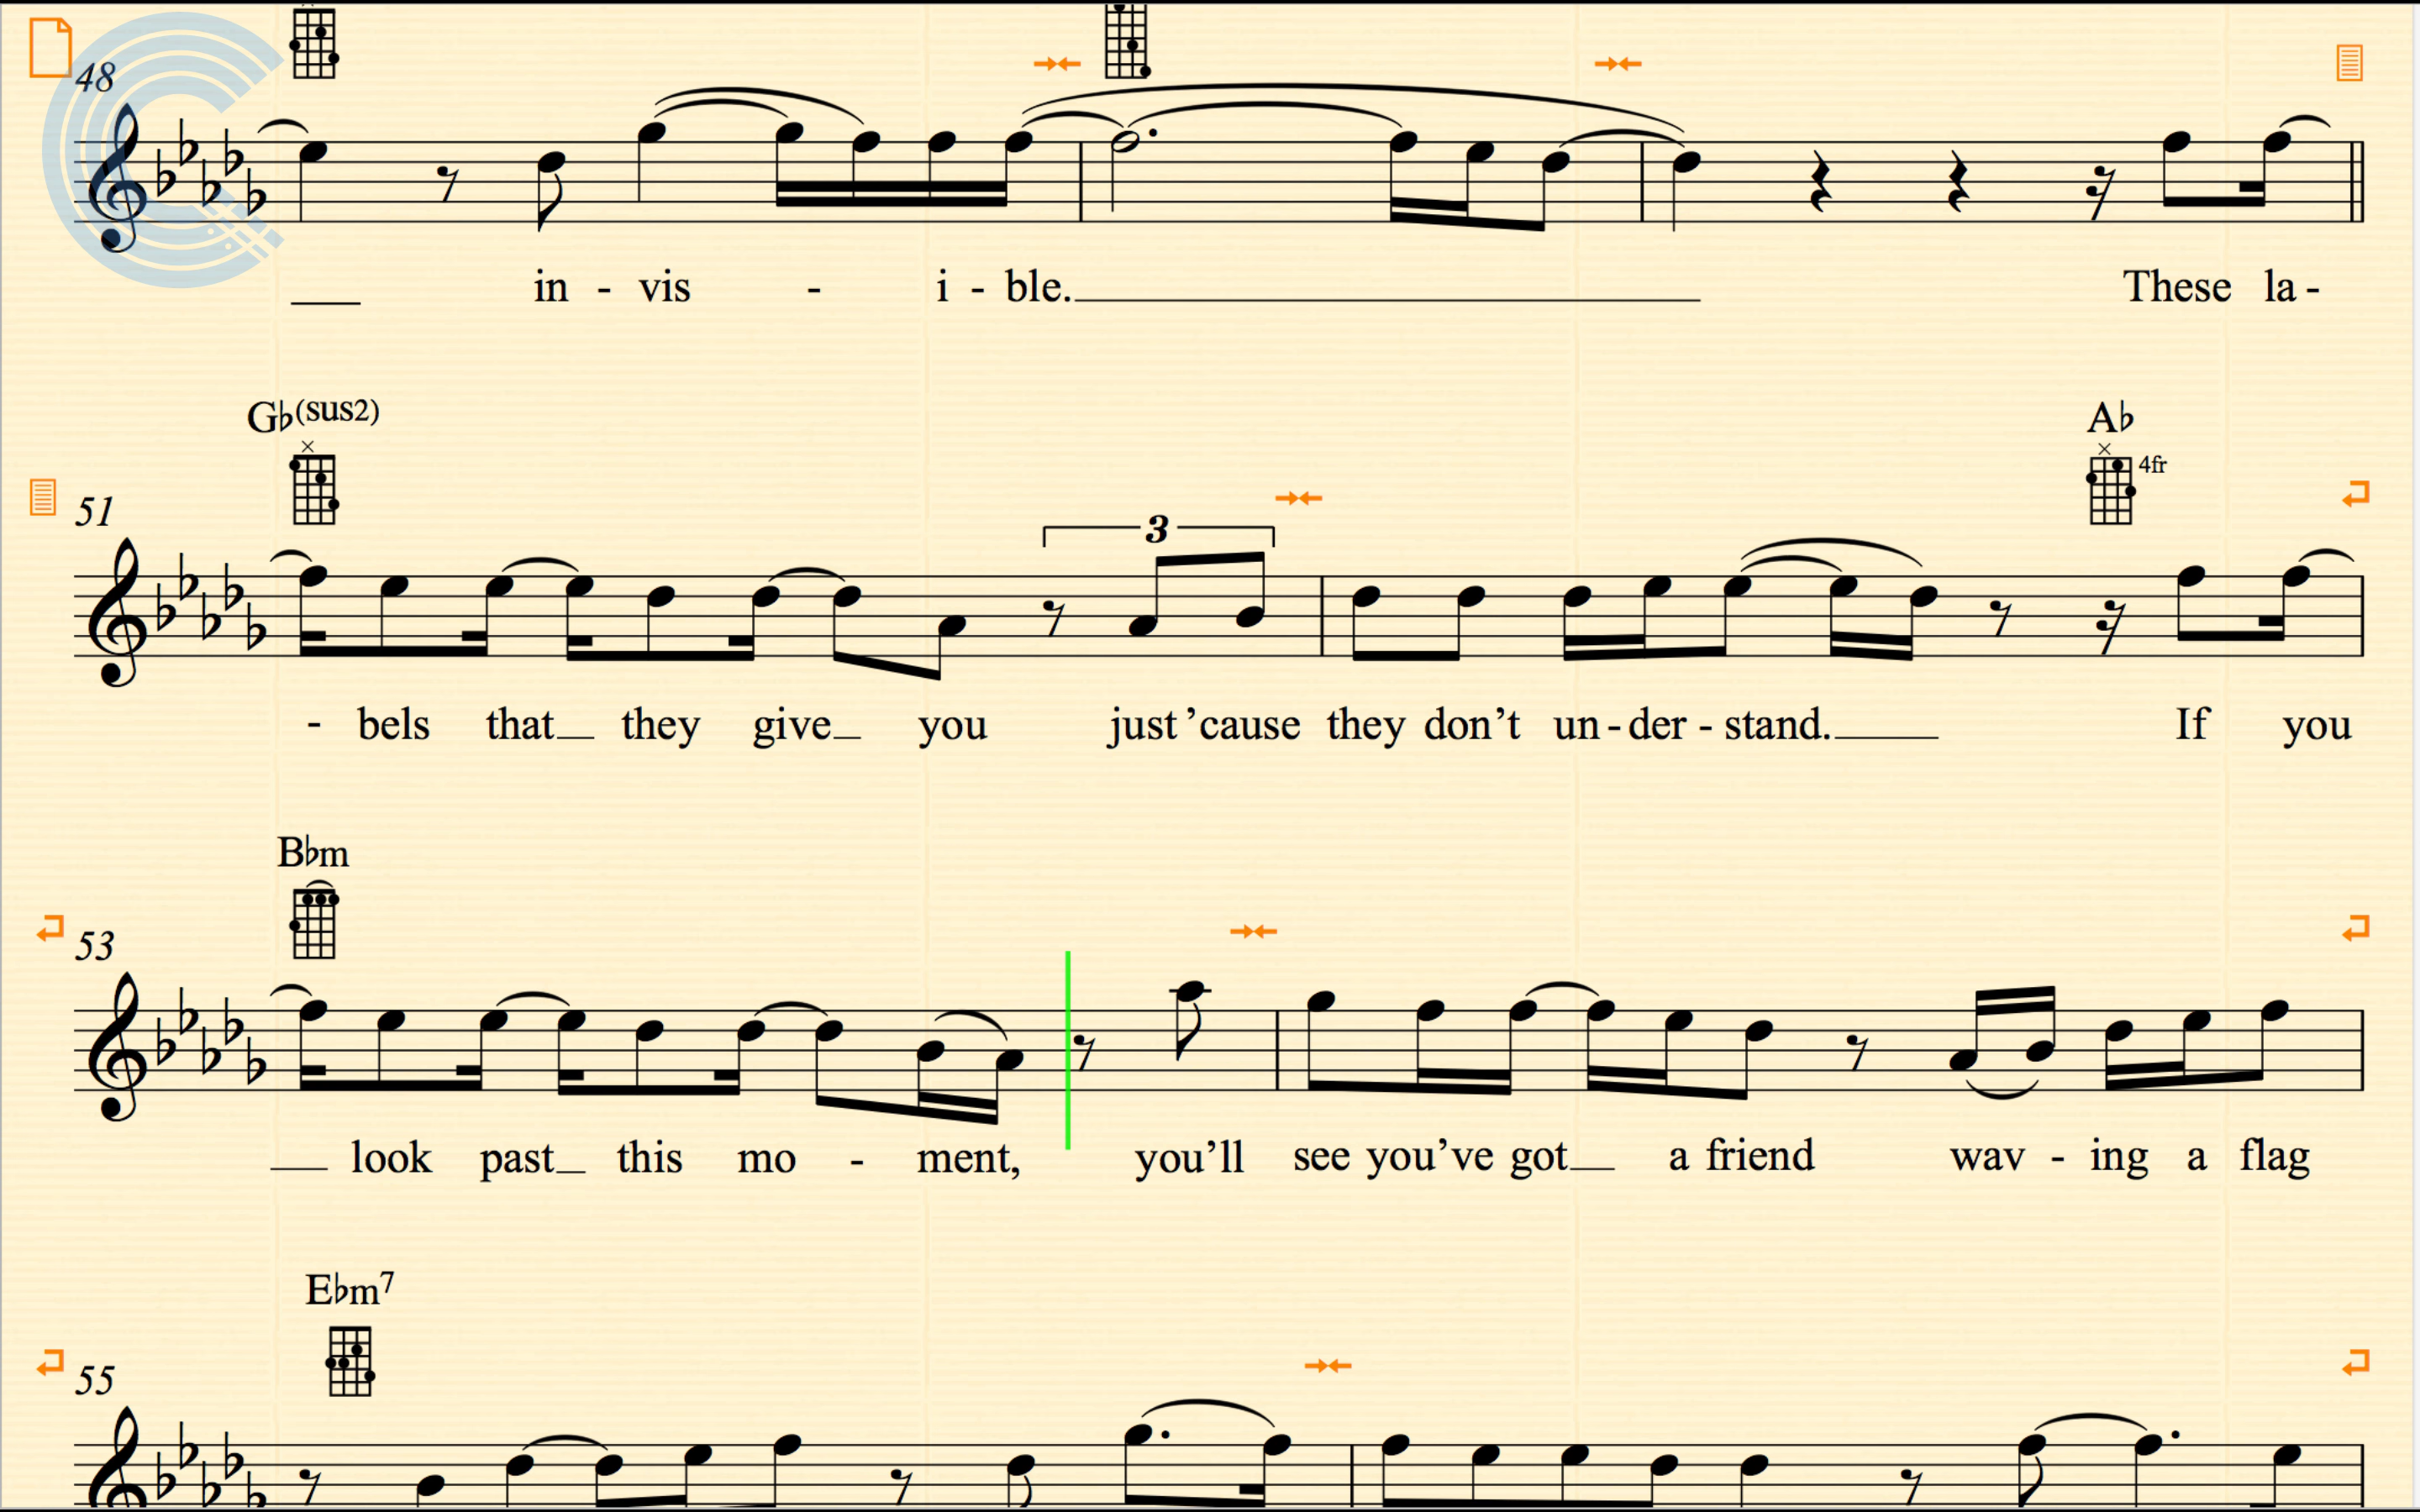 48
in - vis - i - ble. These la -
G♭(sus2) A♭
4fr
51
3
- bels that they give you just ’cause they don’t un - der - stand. If you
B♭m
53
look past this mo - ment, you’ll see you’ve got a friend wav - ing a flag
E♭m7
55